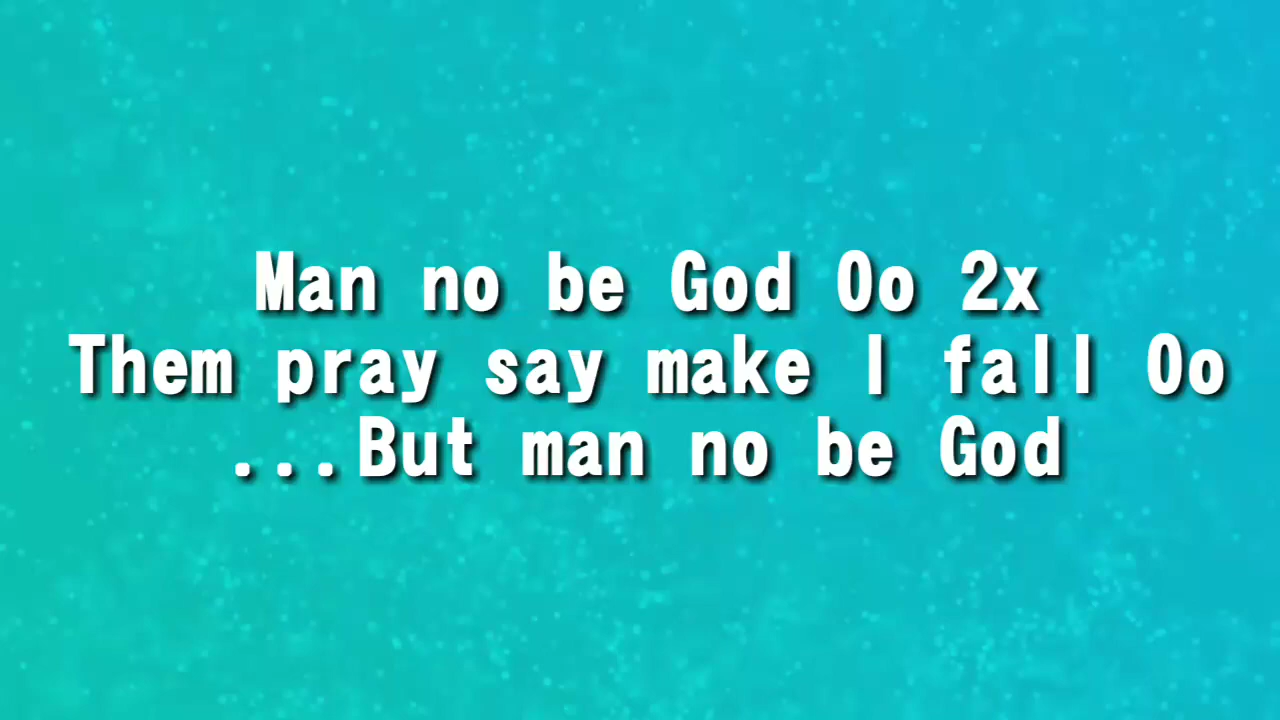 Man no be God Oo 2x
Them pray say make I fall Oo
...But man no be God